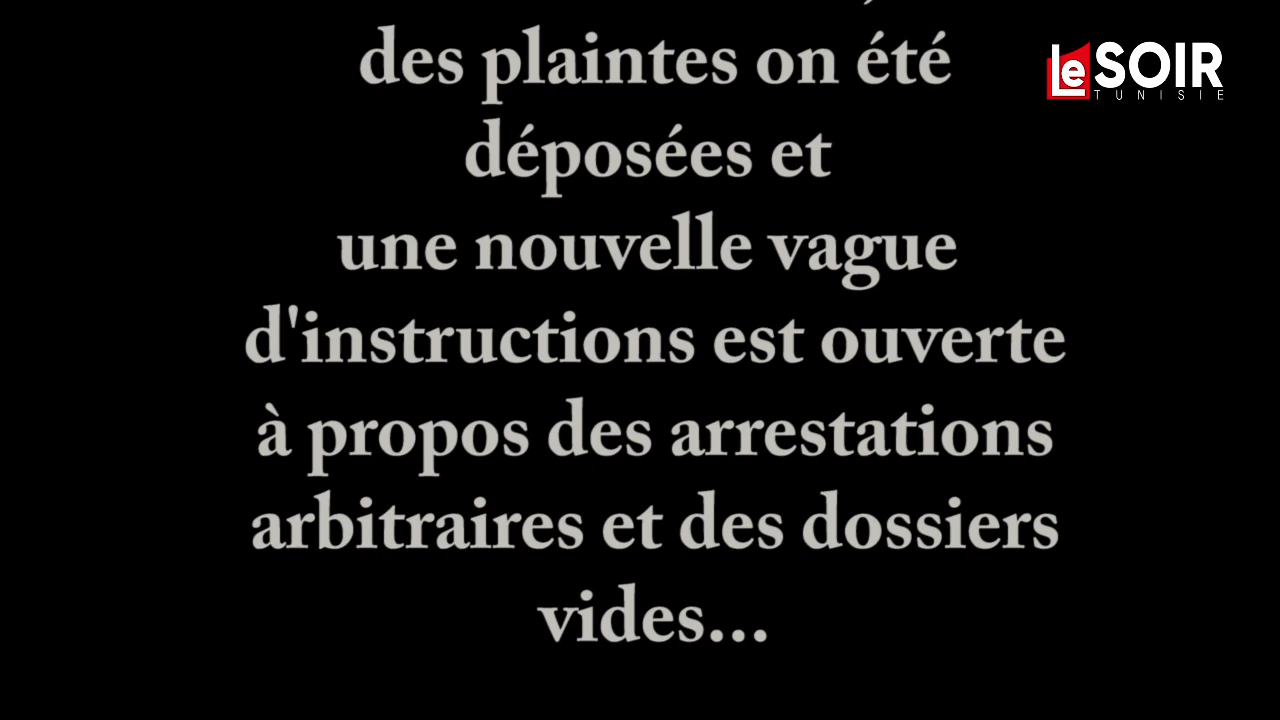 des plaintes on été
déposées et
une nouvelle vague
d'instructions est ouverte
à propos des arrestations
arbitraires et des dossiers
vides...
Le SOIR
TUNISIE